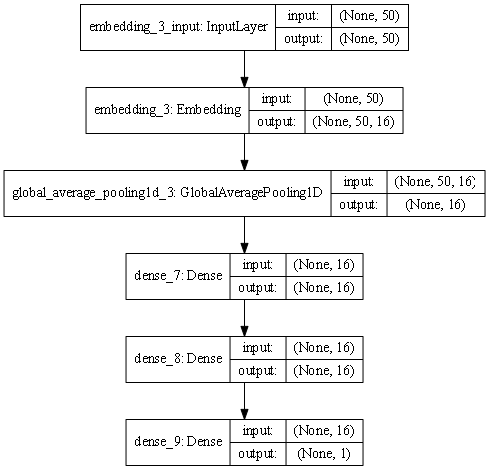 embedding_3_input: InputLayer
input: (None, 50)
output: (None, 50)
embedding_3: Embedding
input: (None, 50)
output: (None, 50, 16)
global_average_pooling1d_3: GlobalAveragePooling1D
input: (None, 50, 16)
output: (None, 16)
dense_7: Dense
input: (None, 16)
output: (None, 16)
dense_8: Dense
input: (None, 16)
output: (None, 16)
dense_9: Dense
input: (None, 16)
output: (None, 1)